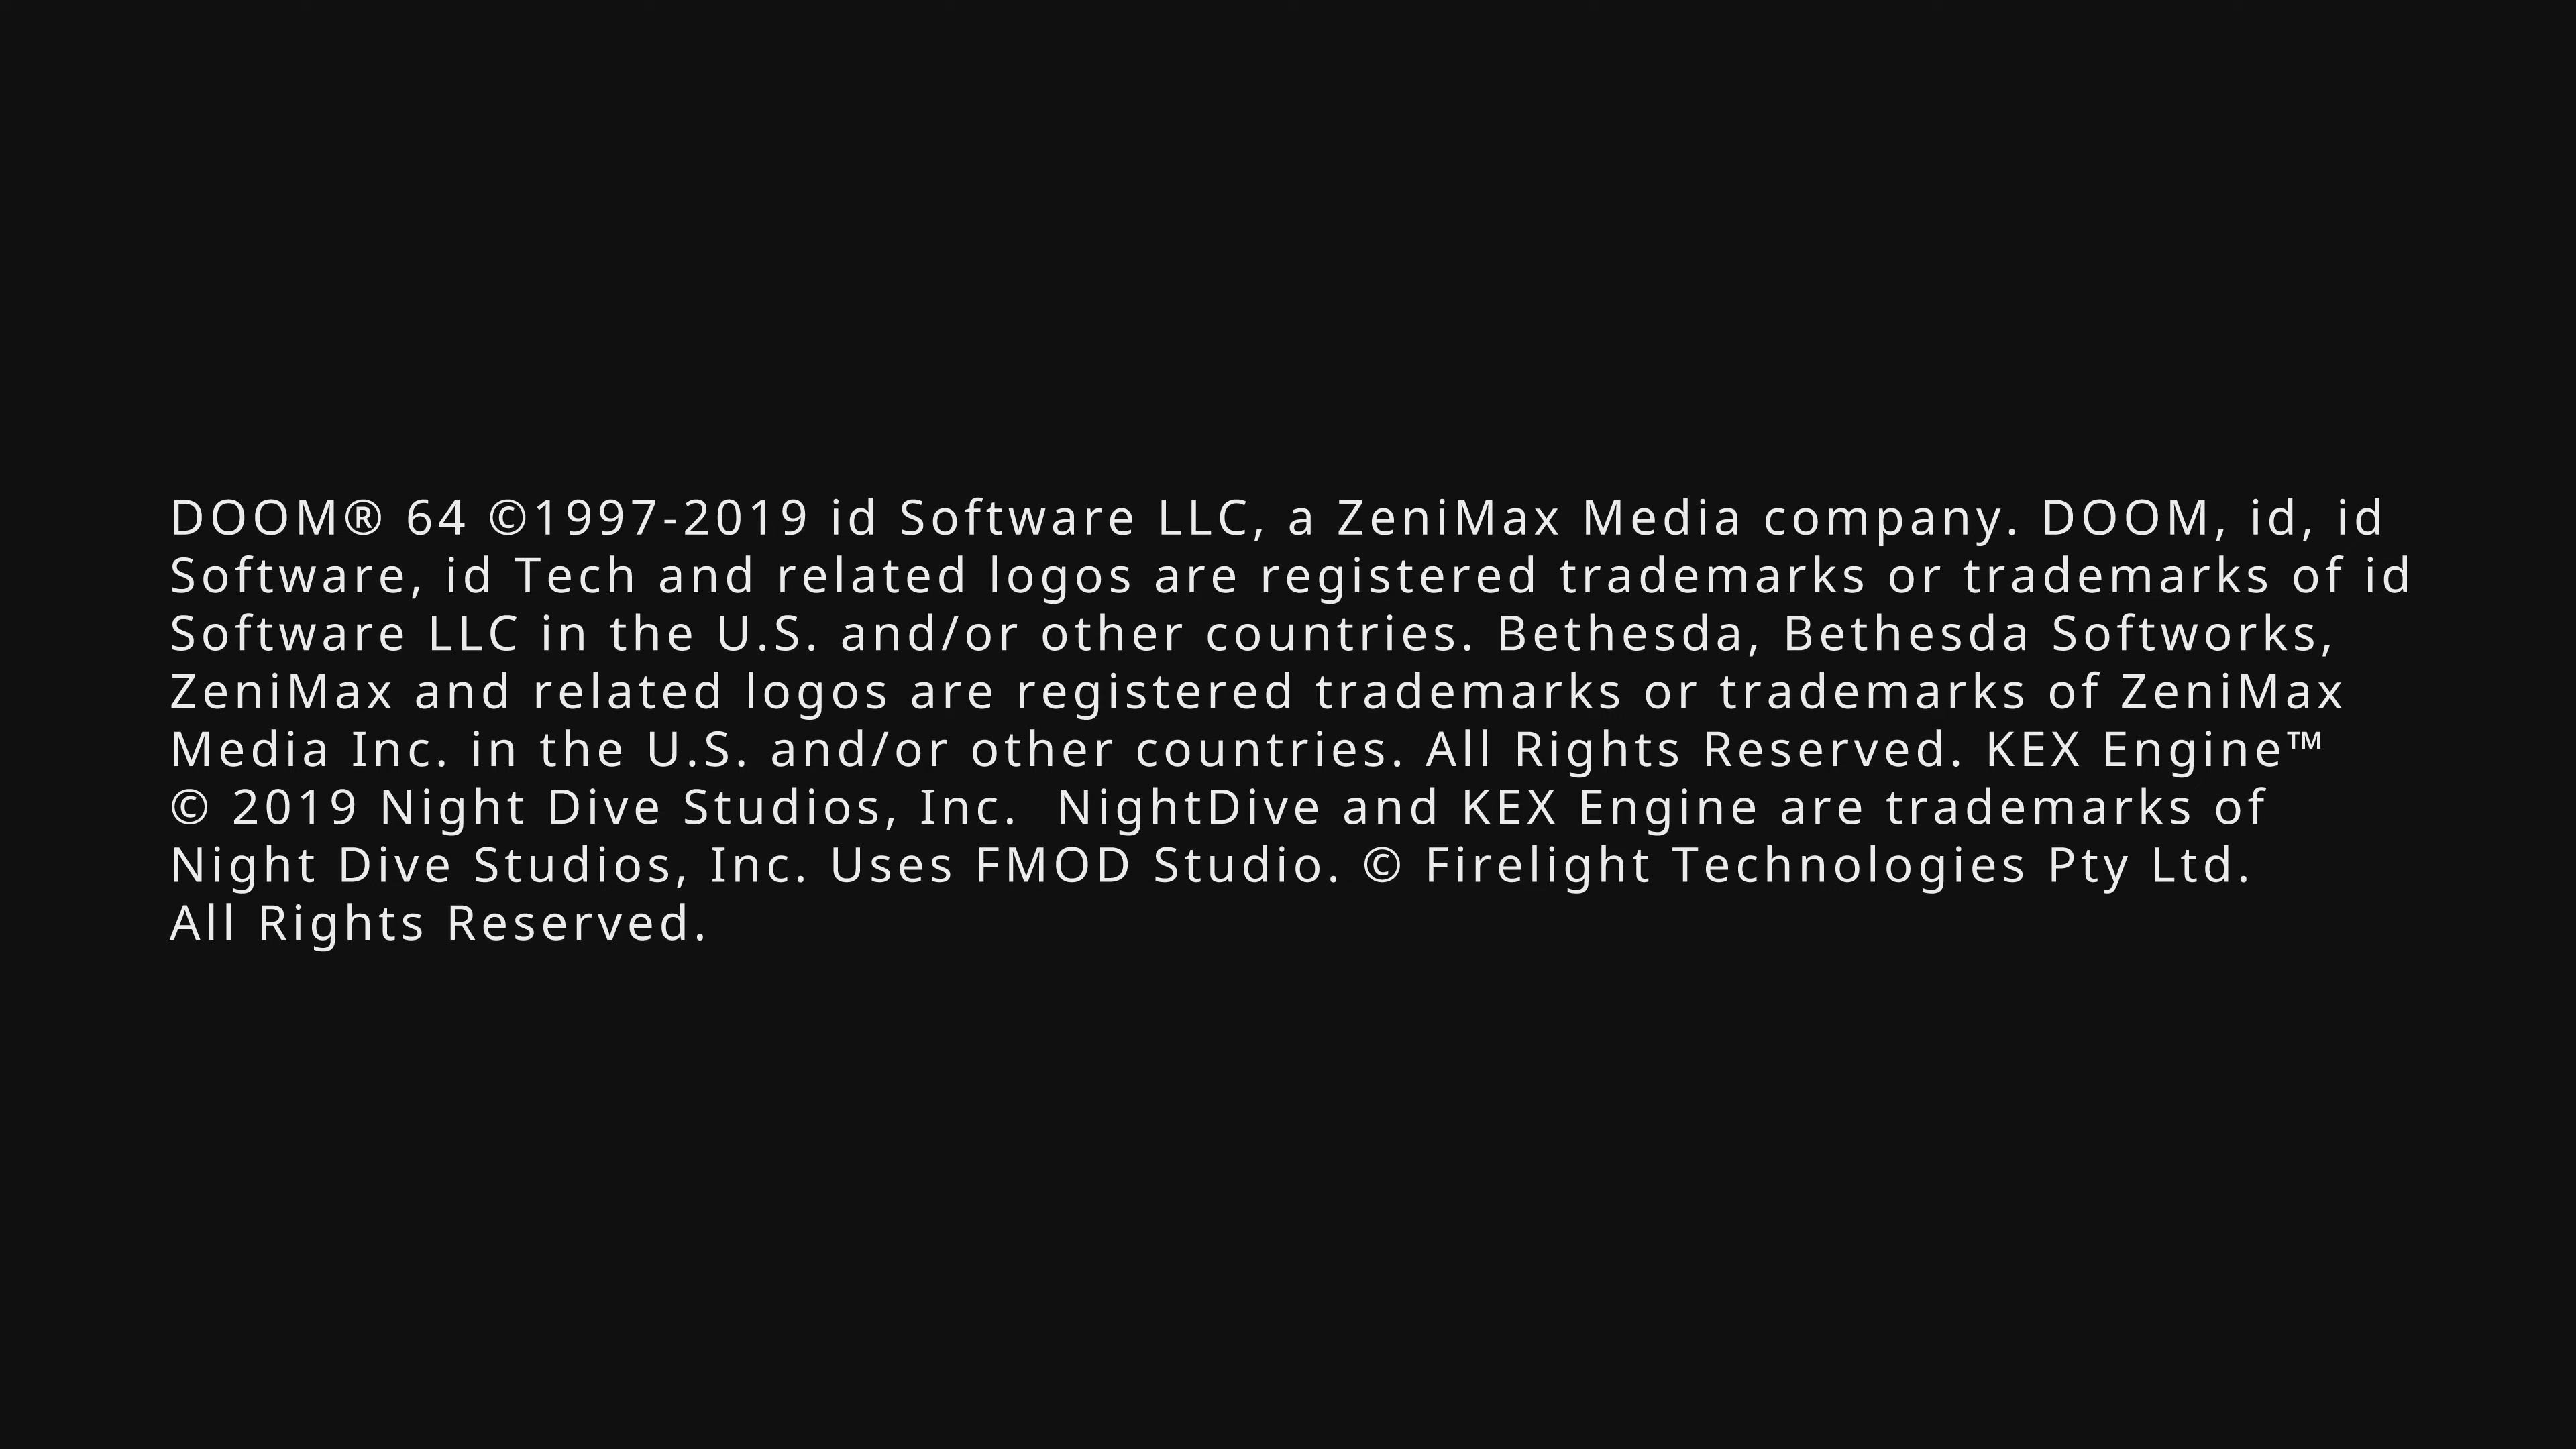 DOOM® 64 ©1997-2019 id Software LLC, a ZeniMax Media company. DOOM, id, id
Software, id Tech and related logos are registered trademarks or trademarks of id
Software LLC in the U.S. and/or other countries. Bethesda, Bethesda Softworks,
ZeniMax and related logos are registered trademarks or trademarks of ZeniMax
Media Inc. in the U.S. and/or other countries. All Rights Reserved. KEX Engine™
© 2019 Night Dive Studios, Inc.  NightDive and KEX Engine are trademarks of
Night Dive Studios, Inc. Uses FMOD Studio. © Firelight Technologies Pty Ltd.
All Rights Reserved.